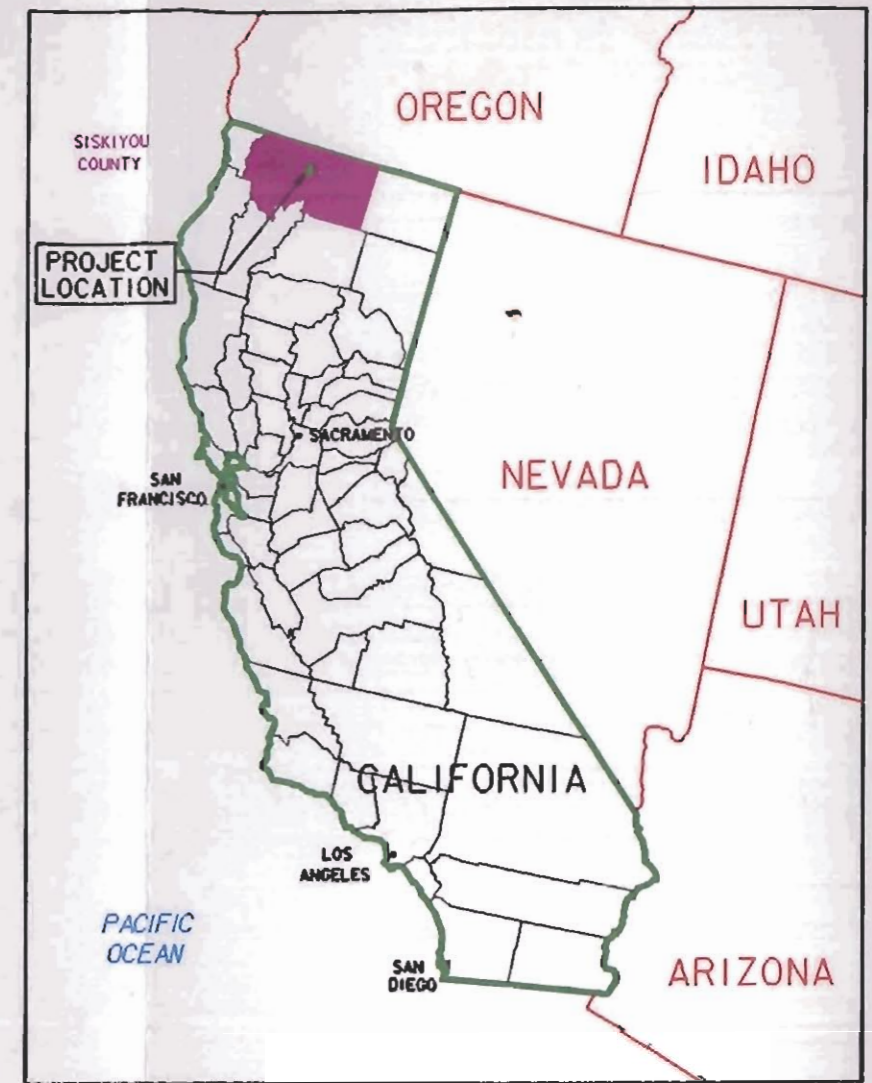 OREGON
SISKIYOU
COUNTY
IDAHO
PROJECT
LOCATION
SACRAMENTO
SAN
FRANCISCO
NEVADA
UTAH
CALIFORNIA
LOS
ANGELES
PACIFIC
OCEAN
SAN
DIEGO
ARIZONA